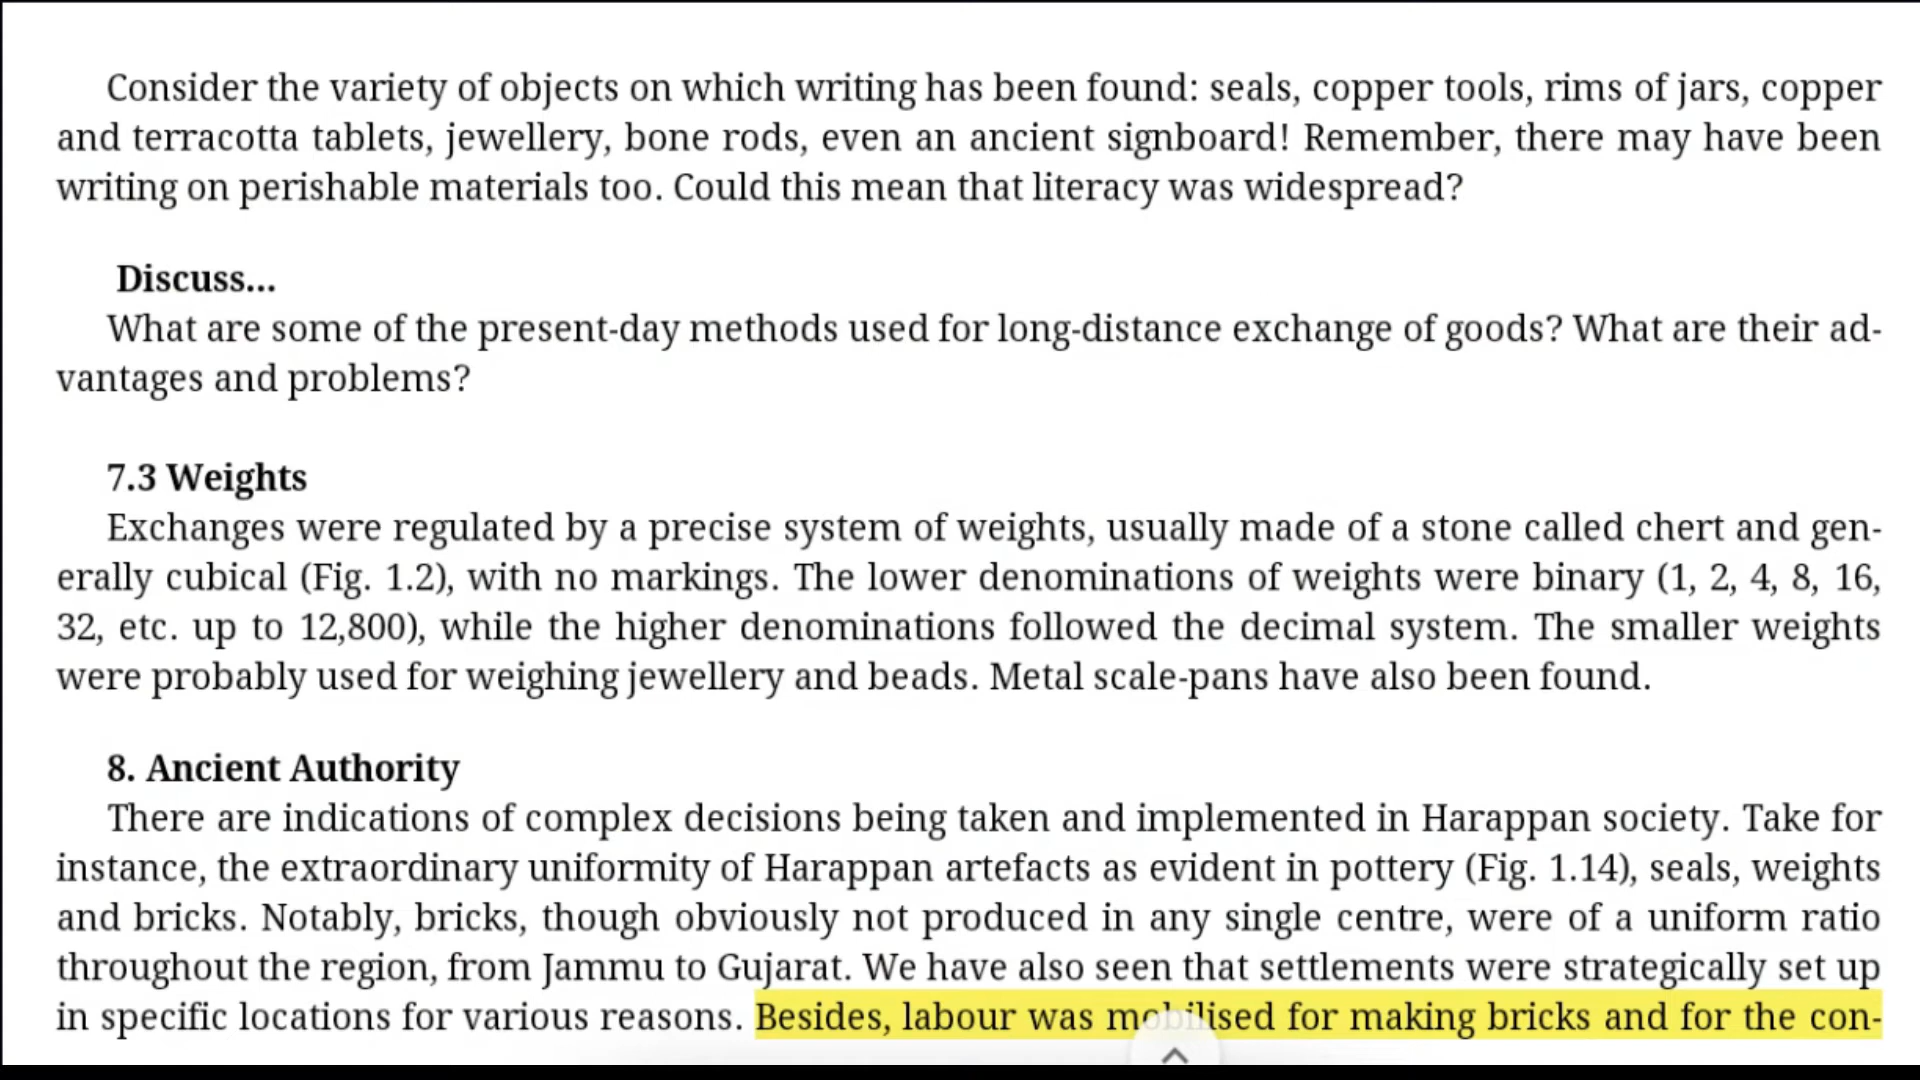 Consider the variety of objects on which writing has been found: seals, copper tools, rims of jars, copper
and terracotta tablets, jewellery, bone rods, even an ancient signboard! Remember, there may have been
writing on perishable materials too. Could this mean that literacy was widespread?
Discuss...
What are some of the present-day methods used for long-distance exchange of goods? What are their ad-
vantages and problems?
7.3 Weights
Exchanges were regulated by a precise system of weights, usually made of a stone called chert and gen-
erally cubical (Fig. 1.2), with no markings. The lower denominations of weights were binary (1, 2, 4, 8, 16,
32, etc. up to 12,800), while the higher denominations followed the decimal system. The smaller weights
were probably used for weighing jewellery and beads. Metal scale-pans have also been found.
8. Ancient Authority
There are indications of complex decisions being taken and implemented in Harappan society. Take for
instance, the extraordinary uniformity of Harappan artefacts as evident in pottery (Fig. 1.14), seals, weights
and bricks. Notably, bricks, though obviously not produced in any single centre, were of a uniform ratio
throughout the region, from Jammu to Gujarat. We have also seen that settlements were strategically set up
in specific locations for various reasons. Besides, labour was mobilised for making bricks and for the con-